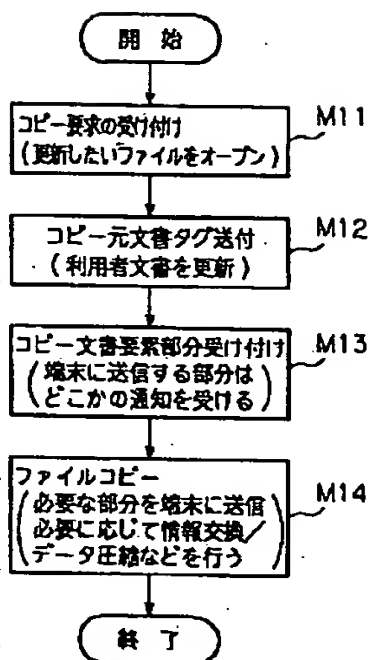 開 始
コピー要求の受け付け
(更新したいファイルをオープン)
M11
コピー元文書タグ送付
(利用者文書を更新)
M12
コピー文書要素部分受け付け
(端末に送信する部分は
どこかの通知を受ける)
M13
ファイルコピー
(必要な部分を端末に送信
必要に応じて情報交換/
データ圧縮などを行う)
M14
終 了